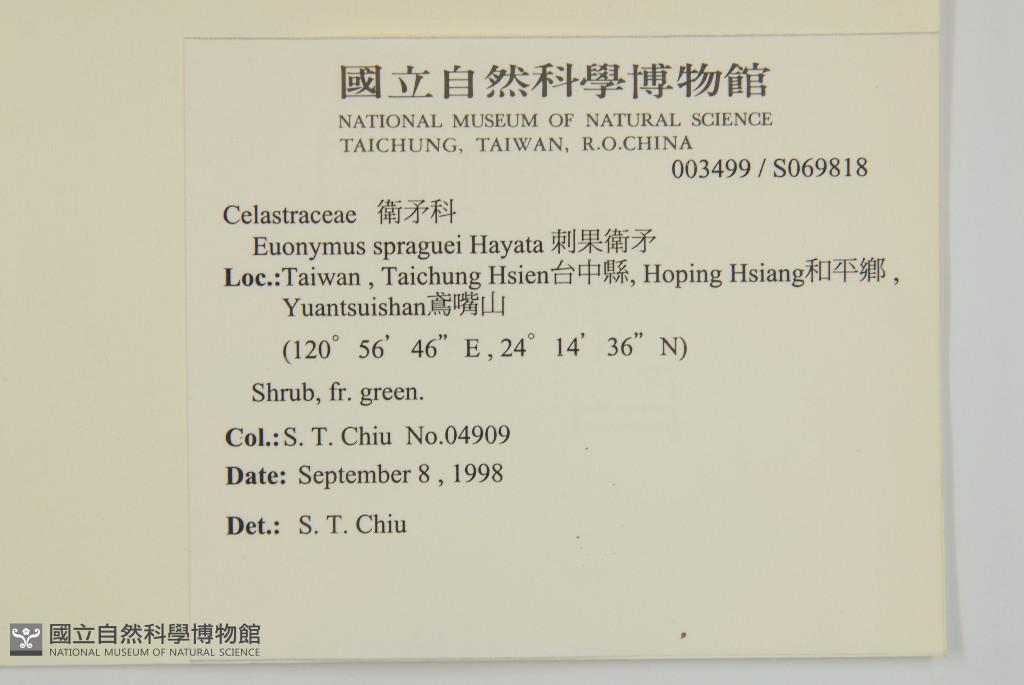 國立自然科學博物館
NATIONAL MUSEUM OF NATURAL SCIENCE
TAICHUNG, TAIWAN, R.O.CHINA
003499 / S069818
Celastraceae 衛矛科
Euonymus spraguei Hayata 刺果衛矛
Loc.:Taiwan , Taichung Hsien台中縣, Hoping Hsiang和平鄉 ,
Yuantsuishan鳶嘴山
(120° 56’ 46” E , 24° 14’ 36” N)
Shrub, fr. green.
Col.: S. T. Chiu No.04909
Date: September 8 , 1998
Det.: S. T. Chiu
國立自然科學博物館
NATIONAL MUSEUM OF NATURAL SCIENCE